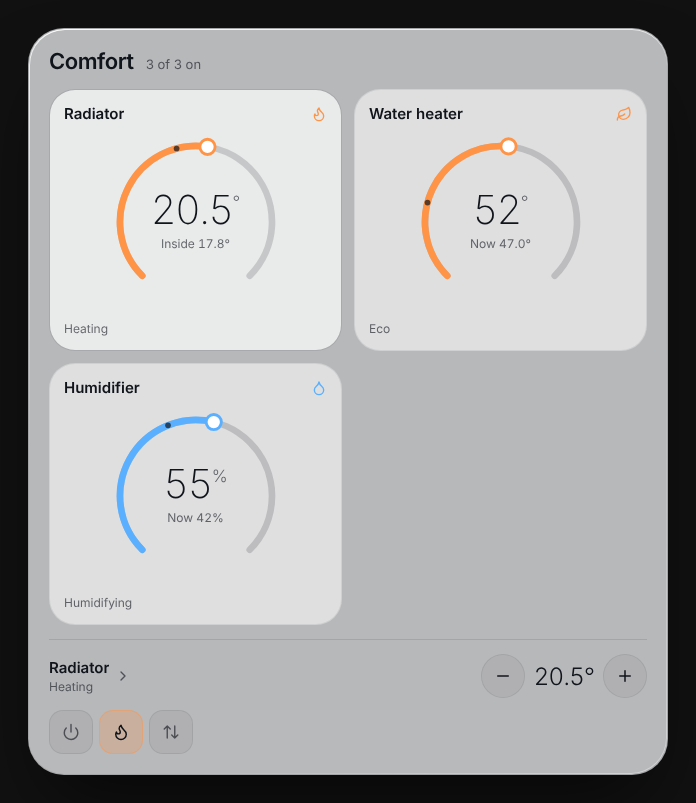 Comfort 3 of 3 on
Radiator
20.5°
Inside 17.8°
Heating
Water heater
52°
Now 47.0°
Eco
Humidifier
55%
Now 42%
Humidifying
Radiator
Heating
− 20.5° +